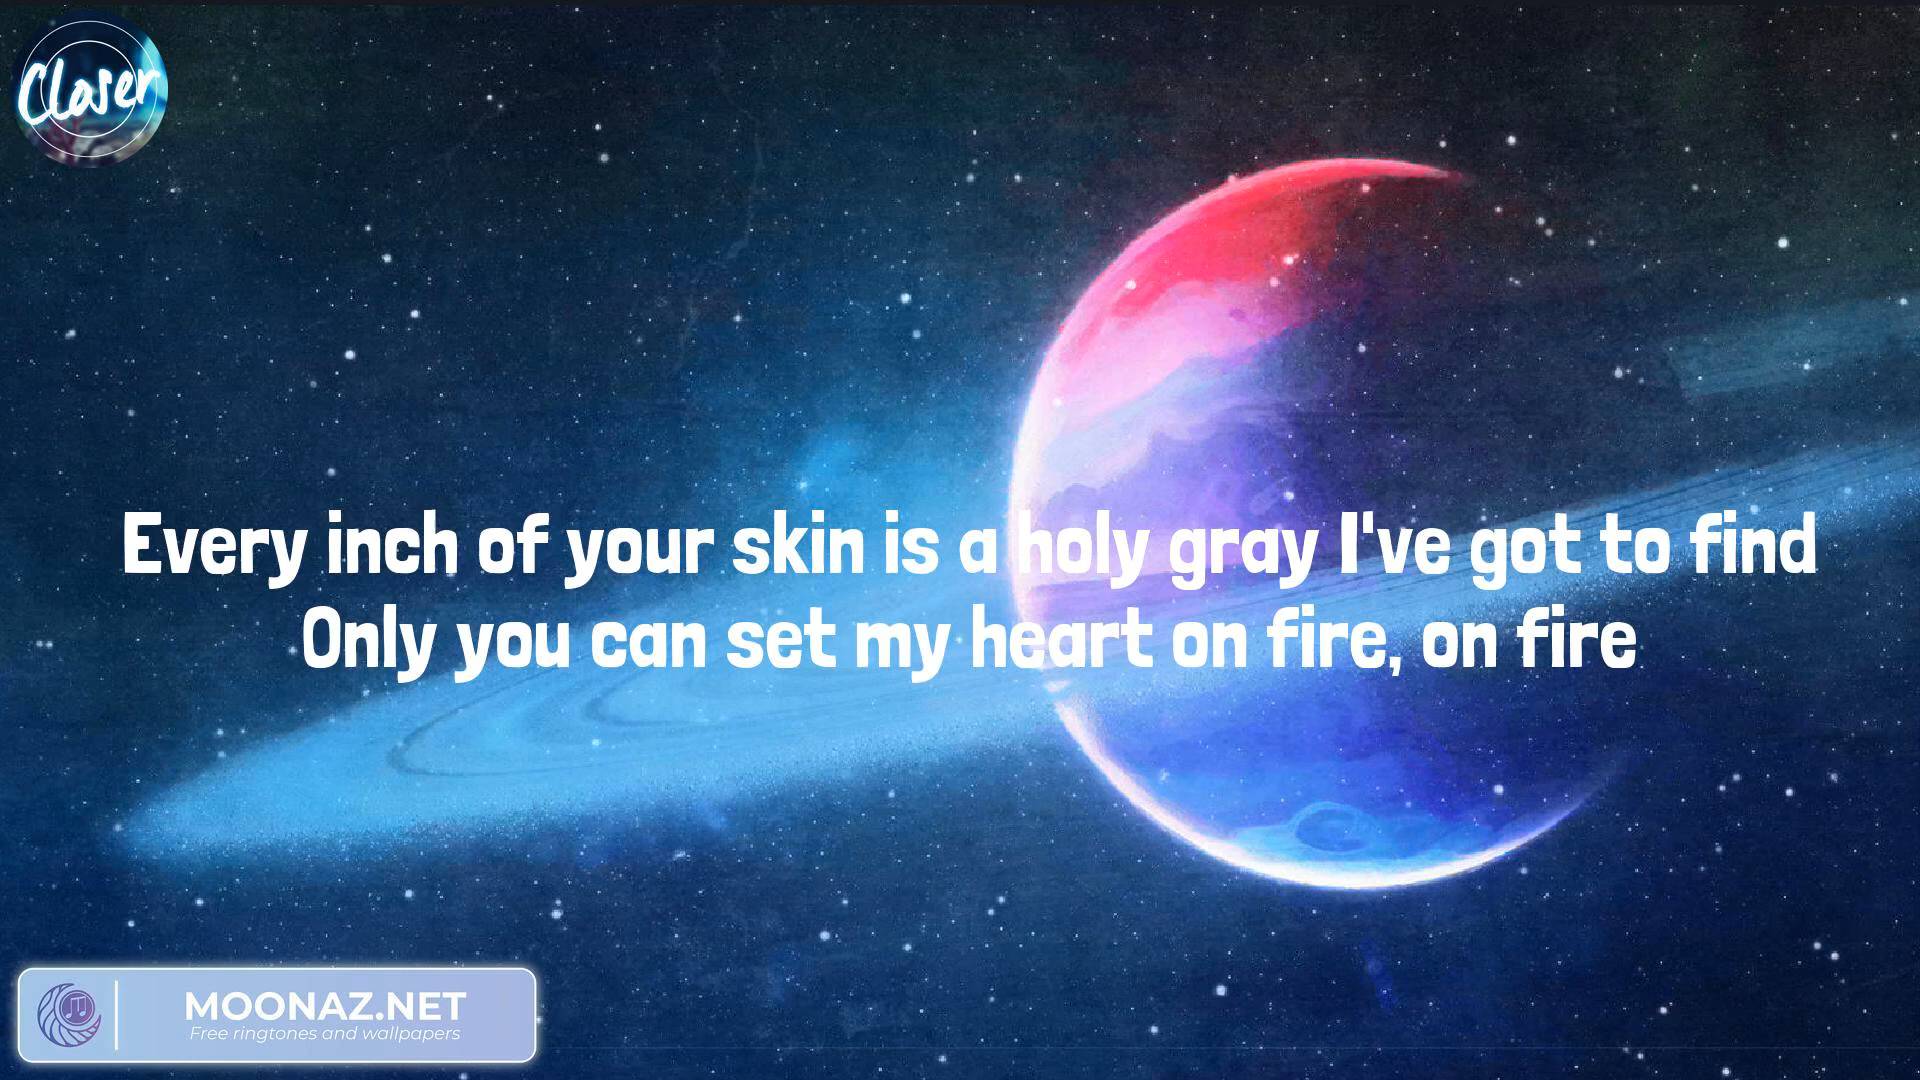 Closer
Every inch of your skin is a holy gray I've got to find
Only you can set my heart on fire, on fire
MOONAZ.NET
Free ringtones and wallpapers